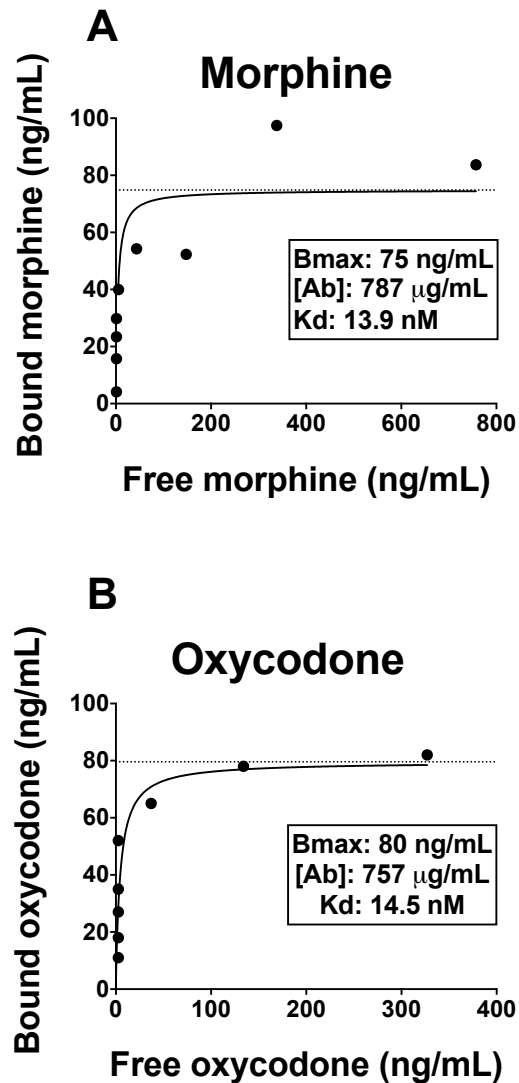 A
Morphine
Bound morphine (ng/mL)
100
80
60
40
20
0
Bmax: 75 ng/mL
[Ab]: 787 μg/mL
Kd: 13.9 nM
0 200 400 600 800
Free morphine (ng/mL)
B
Oxycodone
Bound oxycodone (ng/mL)
100
80
60
40
20
0
Bmax: 80 ng/mL
[Ab]: 757 μg/mL
Kd: 14.5 nM
0 100 200 300 400
Free oxycodone (ng/mL)